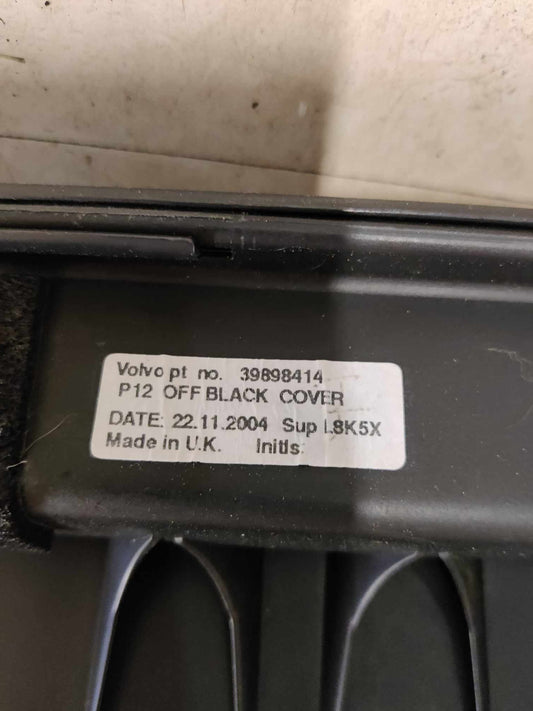 Volvo pt no. 39898414
P12 OFF BLACK COVER
DATE: 22.11.2004 Sup L8K5X
Made in U.K. Initls: